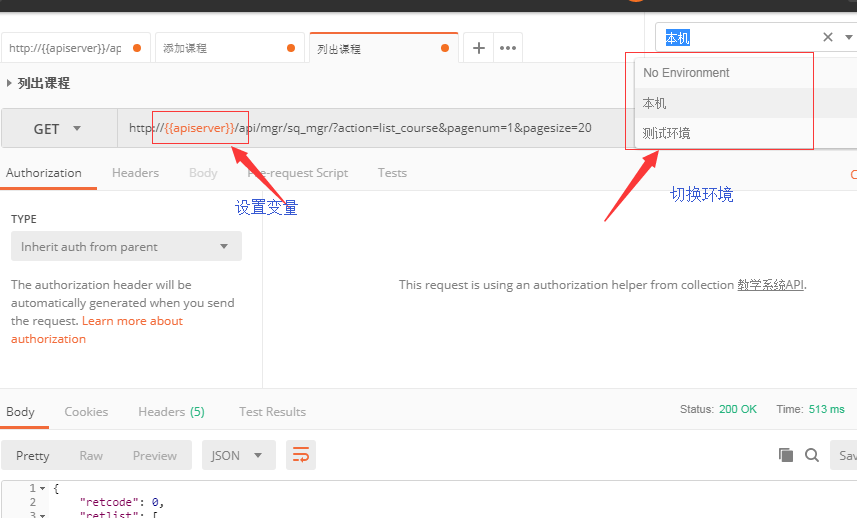 本机
http://{{apiserver}}/ap
添加课程
列出课程
No Environment
本机
测试环境
列出课程
GET
http://{{apiserver}}/api/mgr/sq_mgr/?action=list_course&pagenum=1&pagesize=20
Authorization
Headers
Body
Pre-request Script
Tests
设置变量
切换环境
TYPE
Inherit auth from parent
The authorization header will be
automatically generated when you send
the request. Learn more about
authorization
This request is using an authorization helper from collection 教学系统API.
Body
Cookies
Headers (5)
Test Results
Status: 200 OK
Time: 513 ms
Pretty
Raw
Preview
JSON
Sav
1
{
2
"retcode": 0,
3
"retlist": [